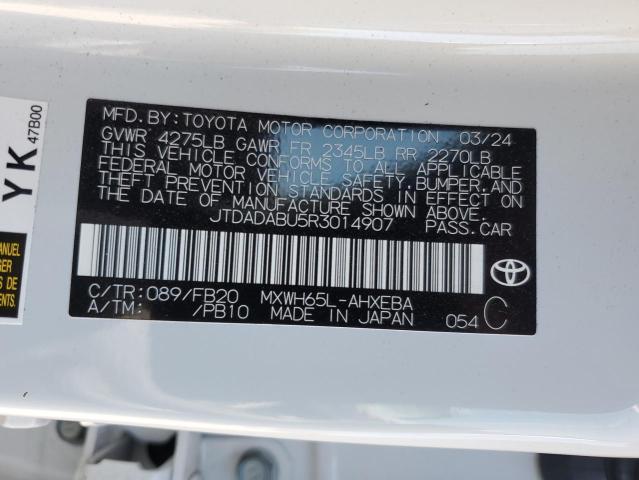 MFD. BY: TOYOTA MOTOR CORPORATION 03/24
GVWR 4275LB GAWR FR 2345LB RR 2270LB
THIS VEHICLE CONFORMS TO ALL APPLICABLE
FEDERAL MOTOR VEHICLE SAFETY, BUMPER, AND
THEFT PREVENTION STANDARDS IN EFFECT ON
THE DATE OF MANUFACTURE SHOWN ABOVE.
JTDADABU5R3014907 PASS.CAR
C/TR: 089/FB20 MXWH65L-AHXEBA
A/TM: /PB10 MADE IN JAPAN 054 C
YK
47B00
MANUEL